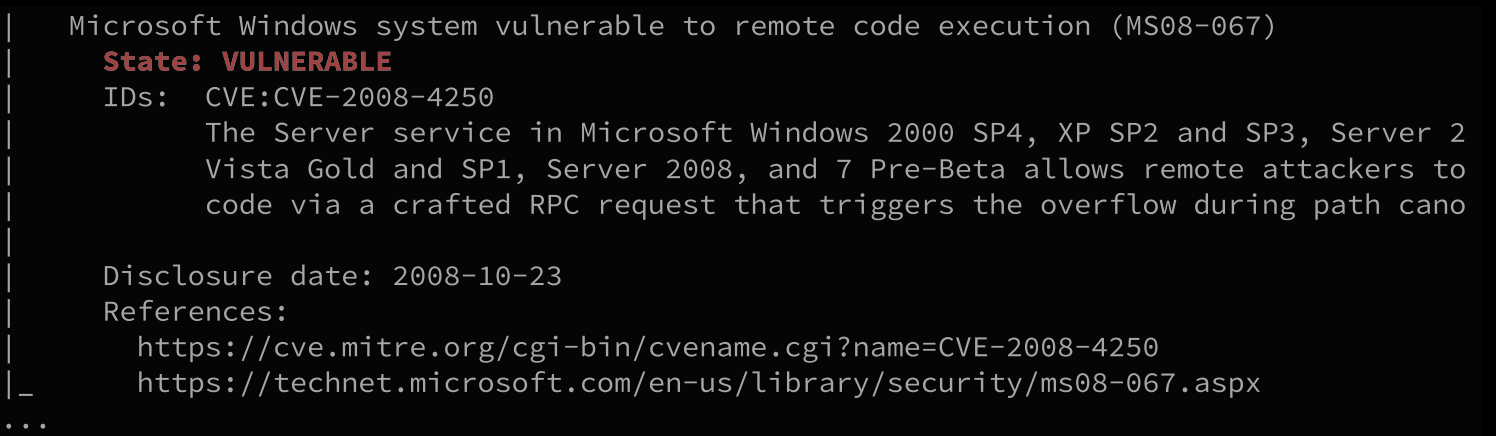 |   Microsoft Windows system vulnerable to remote code execution (MS08-067)
|     State: VULNERABLE
|     IDs:  CVE:CVE-2008-4250
|           The Server service in Microsoft Windows 2000 SP4, XP SP2 and SP3, Server 2
|           Vista Gold and SP1, Server 2008, and 7 Pre-Beta allows remote attackers to
|           code via a crafted RPC request that triggers the overflow during path cano
|
|     Disclosure date: 2008-10-23
|     References:
|       https://cve.mitre.org/cgi-bin/cvename.cgi?name=CVE-2008-4250
|_      https://technet.microsoft.com/en-us/library/security/ms08-067.aspx
...